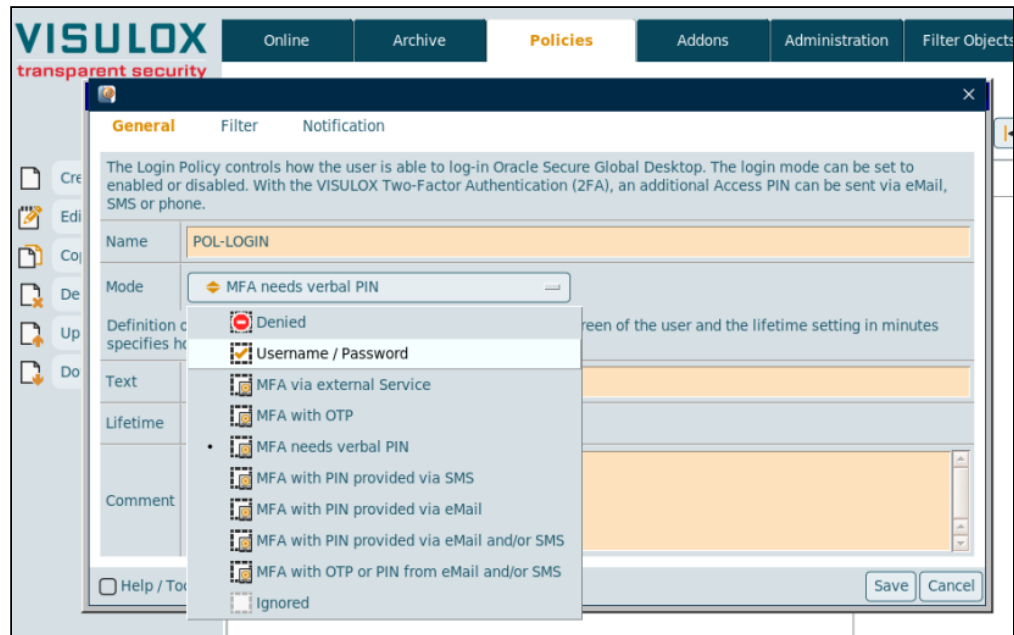 VISULOX
transparent security
Online
Archive
Policies
Addons
Administration
Filter Objects
General
Filter
Notification
The Login Policy controls how the user is able to log-in Oracle Secure Global Desktop. The login mode can be set to
enabled or disabled. With the VISULOX Two-Factor Authentication (2FA), an additional Access PIN can be sent via eMail,
SMS or phone.
Cre
Edi
Co
De
Up
Do
Name
POL-LOGIN
Mode
MFA needs verbal PIN
Denied
Username / Password
MFA via external Service
MFA with OTP
MFA needs verbal PIN
MFA with PIN provided via SMS
MFA with PIN provided via eMail
MFA with PIN provided via eMail and/or SMS
MFA with OTP or PIN from eMail and/or SMS
Ignored
Definition reen of the user and the lifetime setting in minutes
specifies
Text
Lifetime
Comment
Help / To
Save
Cancel